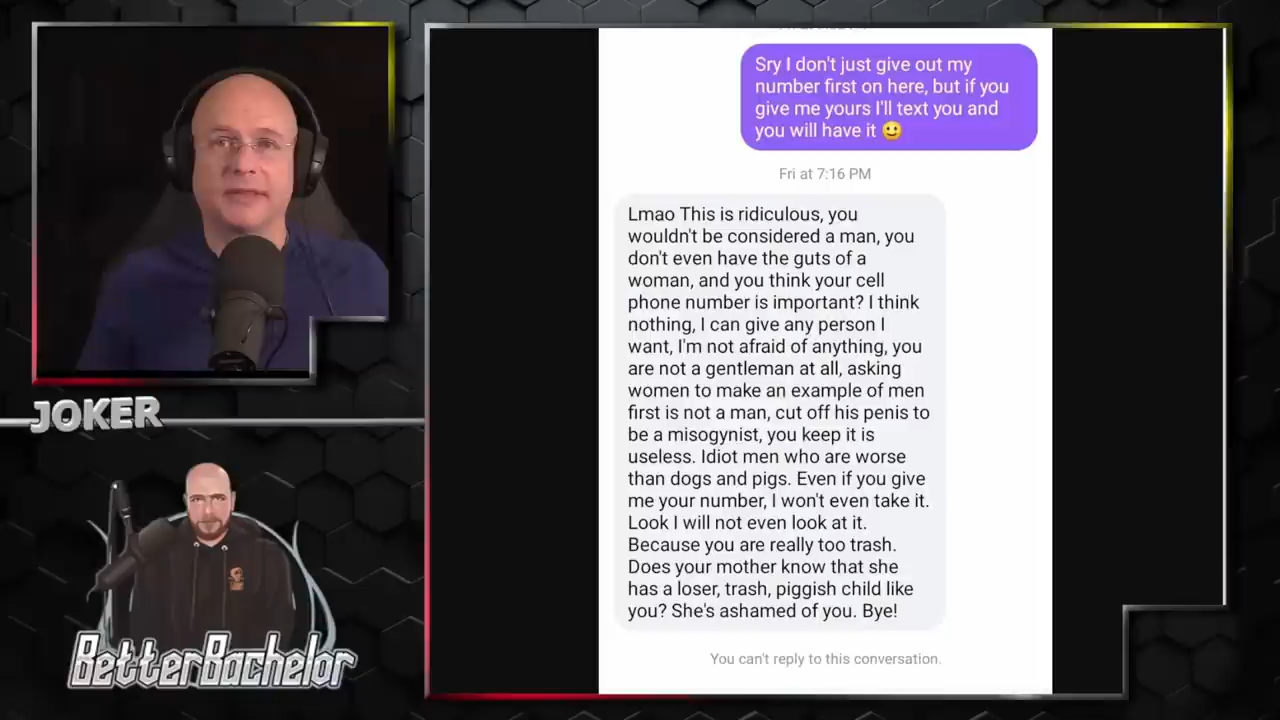 Sry I don't just give out my
number first on here, but if you
give me yours I'll text you and
you will have it 🙂
Fri at 7:16 PM
Lmao This is ridiculous, you
wouldn't be considered a man, you
don't even have the guts of a
woman, and you think your cell
phone number is important? I think
nothing, I can give any person I
want, I'm not afraid of anything, you
are not a gentleman at all, asking
women to make an example of men
first is not a man, cut off his penis to
be a misogynist, you keep it is
useless. Idiot men who are worse
than dogs and pigs. Even if you give
me your number, I won't even take it.
Look I will not even look at it.
Because you are really too trash.
Does your mother know that she
has a loser, trash, piggish child like
you? She's ashamed of you. Bye!
You can't reply to this conversation.
JOKER
BetterBachelor